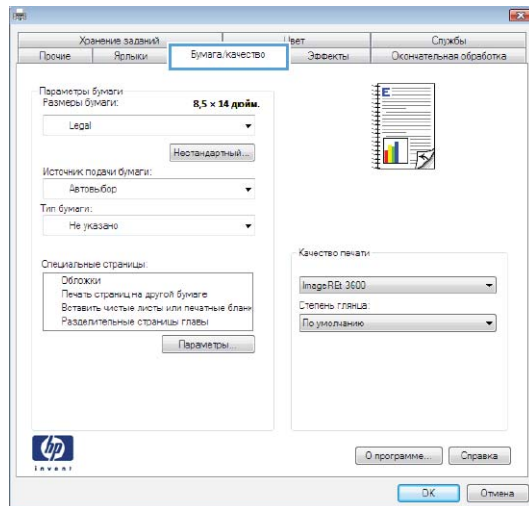 Хранение заданий Цвет Службы
Прочие Ярлыки Бумага/качество Эффекты Окончательная обработка
Параметры бумаги
Размеры бумаги: 8,5 × 14 дюйм.
Legal
Нестандартный...
Источник подачи бумаги:
Автовыбор
Тип бумаги:
Не указано
Специальные страницы:
Обложки
Печать страниц на другой бумаге
Вставить чистые листы или печатные бланк
Разделительные страницы главы
Параметры...
E
Качество печати
ImageREt 3600
Степень глянца:
По умолчанию
hp
invent
О программе... Справка
OK Отмена